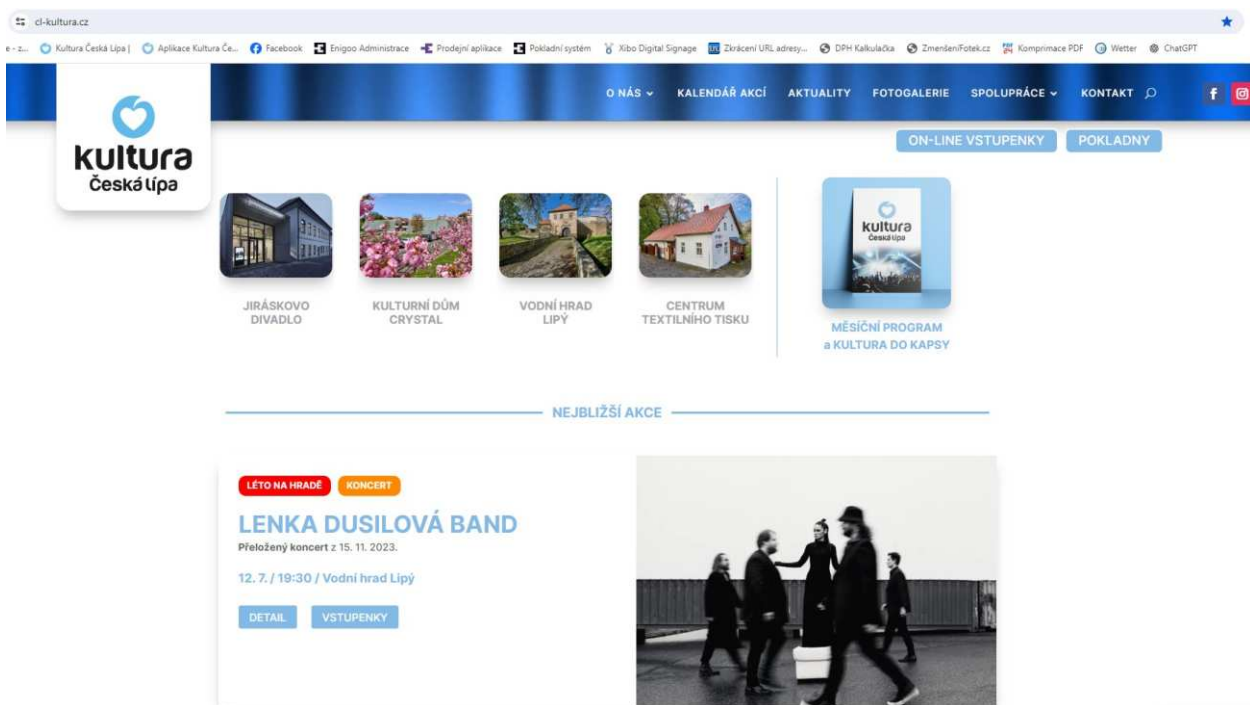 cl-kultura.cz
Kultura Česká Lípa | Aplikace Kultura Če... Facebook Enigoo Administrace Prodejní aplikace Pokladní systém Xibo Digital Signage Zkrácení URL adresy... DPH Kalkulačka Zmenšení Fotek.cz Komprimace PDF Wetter ChatGPT
O NÁS KALENDÁŘ AKCÍ AKTUALITY FOTOGALERIE SPOLUPRÁCE KONTAKT
ON-LINE VSTUPENKY POKLADNY
kultura
Česká lípa
kultura
Česká lípa
JIRÁSKOVO
DIVADLO
KULTURNÍ DŮM
CRYSTAL
VODNÍ HRAD
LIPÝ
CENTRUM
TEXTILNÍHO TISKU
MĚSÍČNÍ PROGRAM
a KULTURA DO KAPSY
NEJBLIŽŠÍ AKCE
LÉTO NA HRADĚ KONCERT
LENKA DUSILOVÁ BAND
Přeložený koncert z 15. 11. 2023.
12. 7. / 19:30 / Vodní hrad Lipý
DETAIL VSTUPENKY